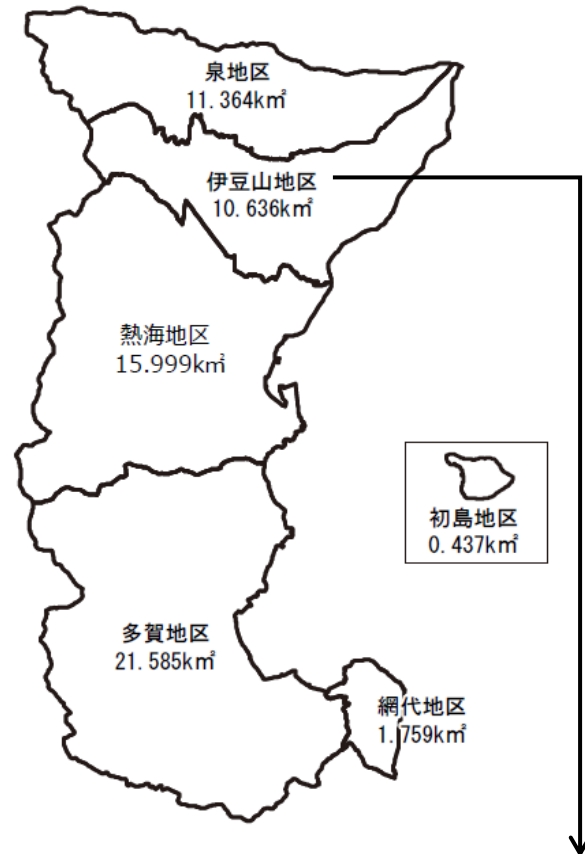 泉地区
11.364k㎡
伊豆山地区
10.636k㎡
熱海地区
15.999k㎡
初島地区
0.437k㎡
多賀地区
21.585k㎡
網代地区
1.759k㎡